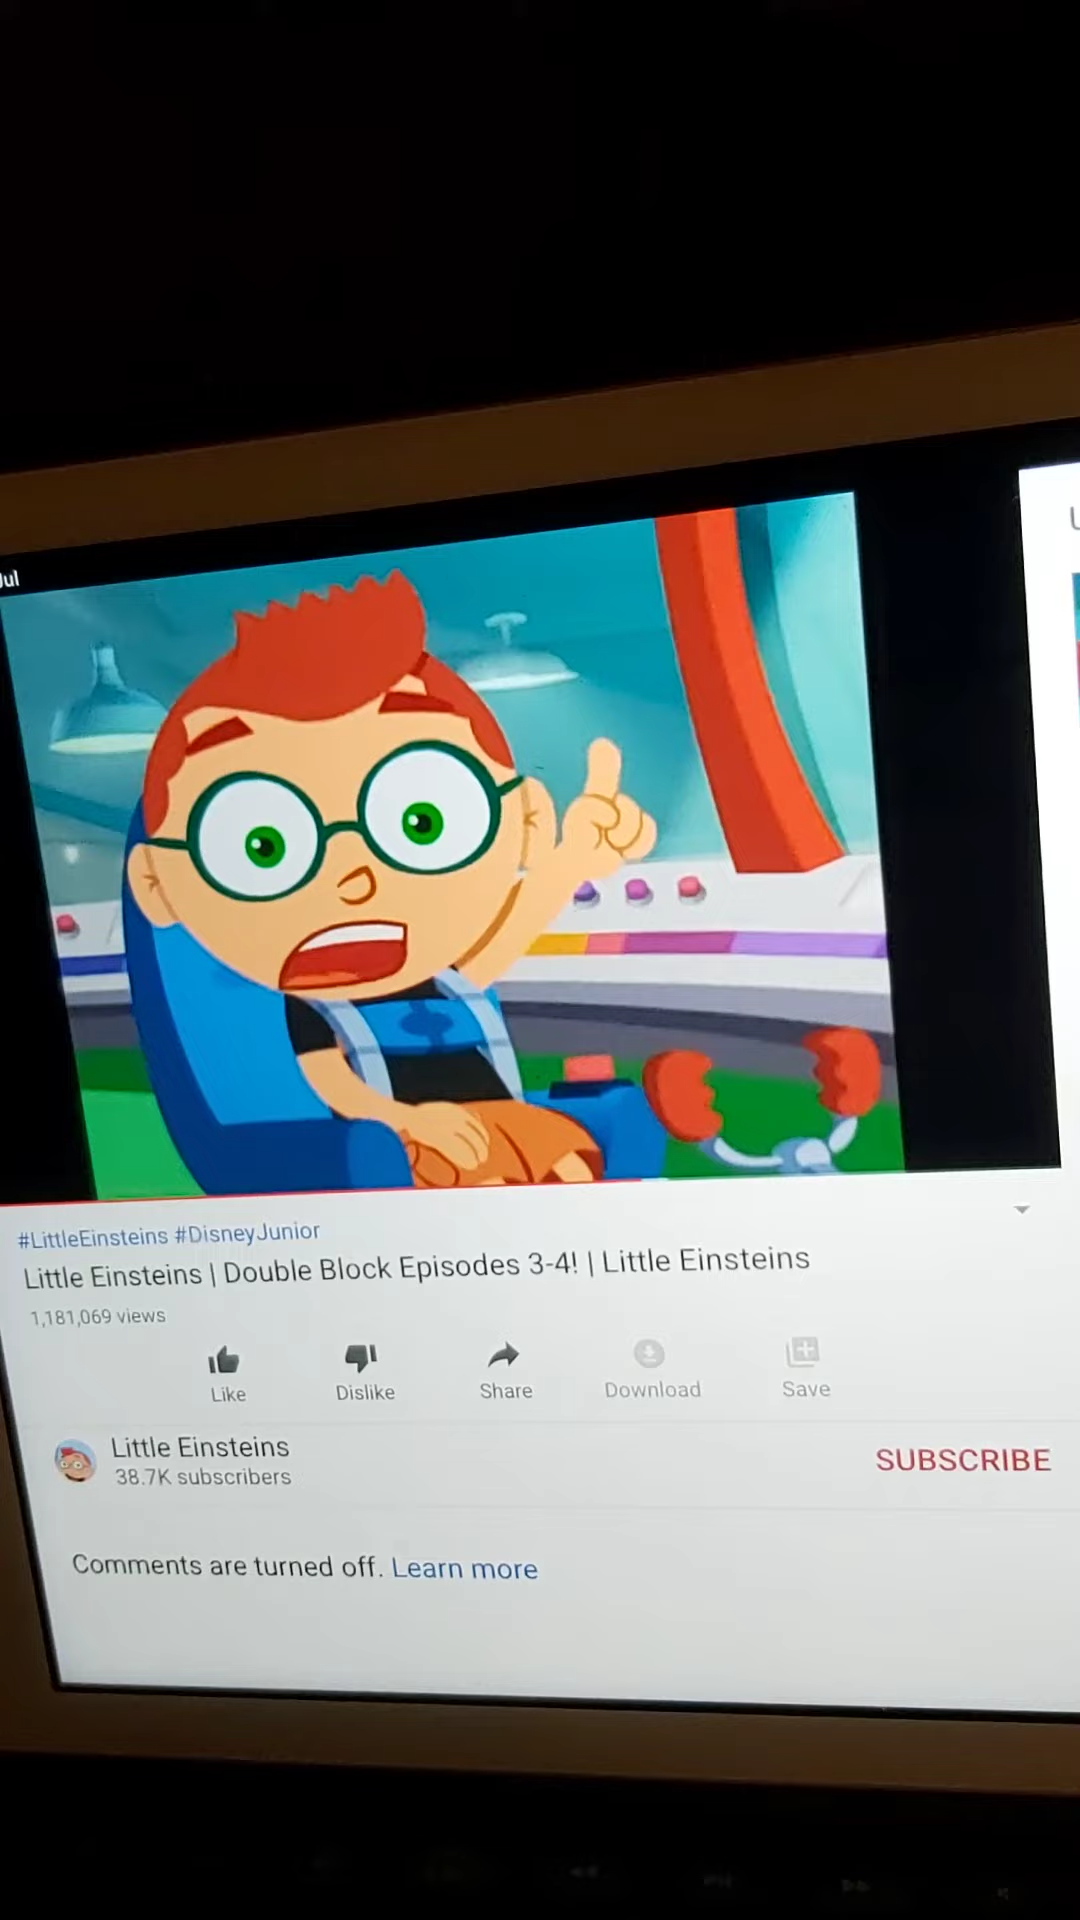 Jul
#LittleEinsteins #DisneyJunior
Little Einsteins | Double Block Episodes 3-4! | Little Einsteins
1,181,069 views
Like Dislike Share Download Save
Little Einsteins
38.7K subscribers
SUBSCRIBE
Comments are turned off. Learn more